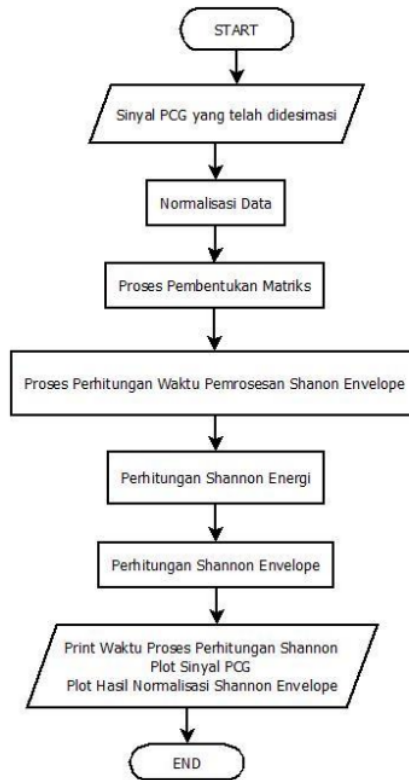 START
Sinyal PCG yang telah didesimasi
Normalisasi Data
Proses Pembentukan Matriks
Proses Perhitungan Waktu Pemrosesan Shanon Envelope
Perhitungan Shannon Energi
Perhitungan Shannon Envelope
Print Waktu Proses Perhitungan Shannon
Plot Sinyal PCG
Plot Hasil Normalisasi Shannon Envelope
END